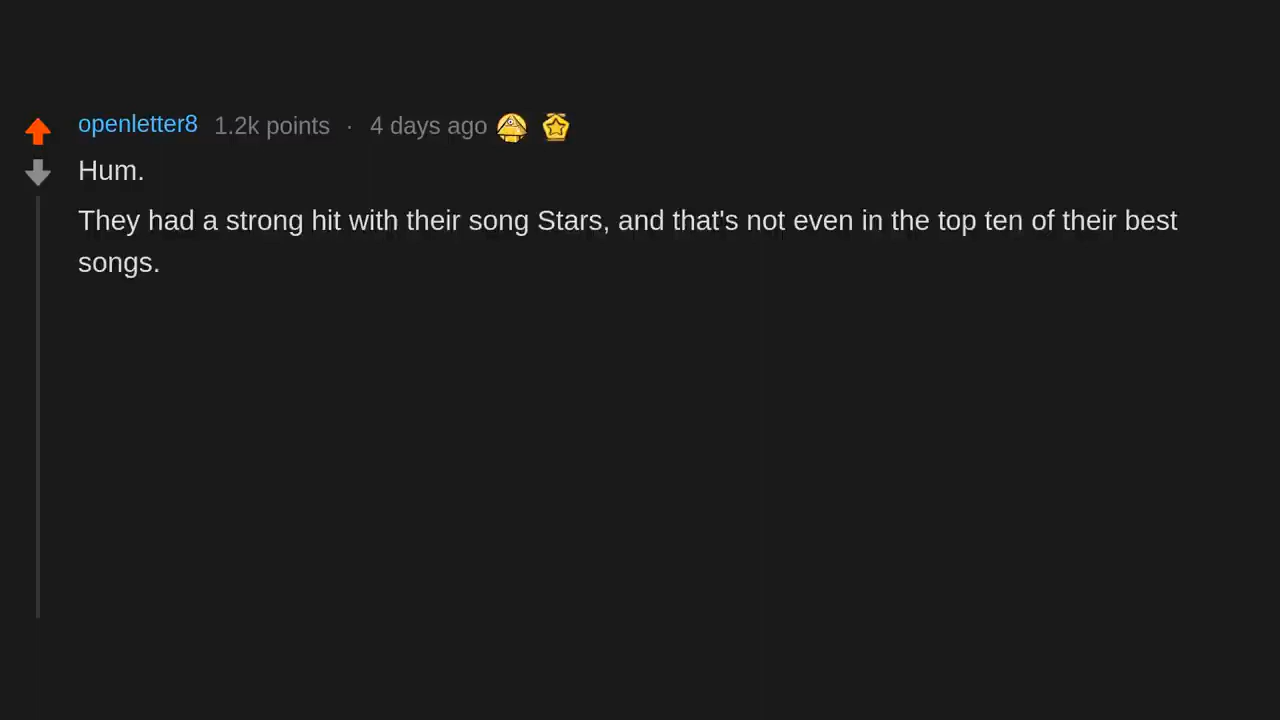 openletter8 1.2k points · 4 days ago
Hum.
They had a strong hit with their song Stars, and that's not even in the top ten of their best
songs.